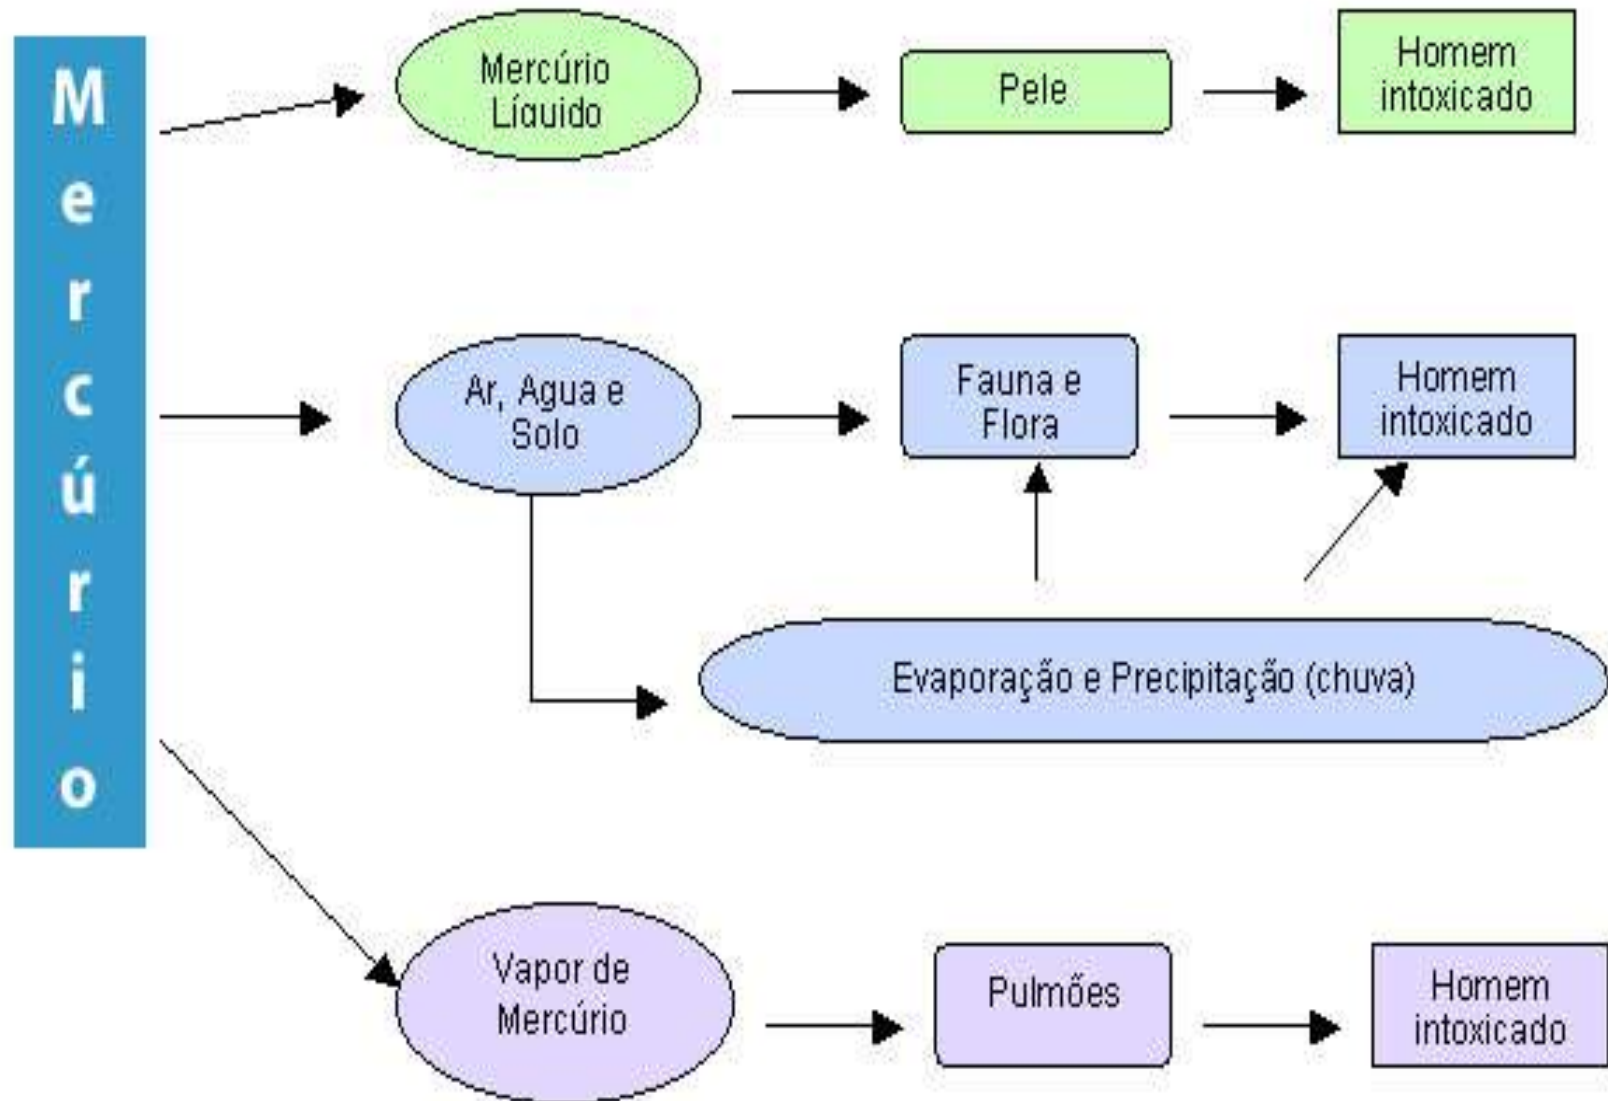 Mercúrio
Mercúrio
Líquido
Pele
Homem
intoxicado
Ar, Agua e
Solo
Fauna e
Flora
Homem
intoxicado
Evaporação e Precipitação (chuva)
Vapor de
Mercúrio
Pulmões
Homem
intoxicado